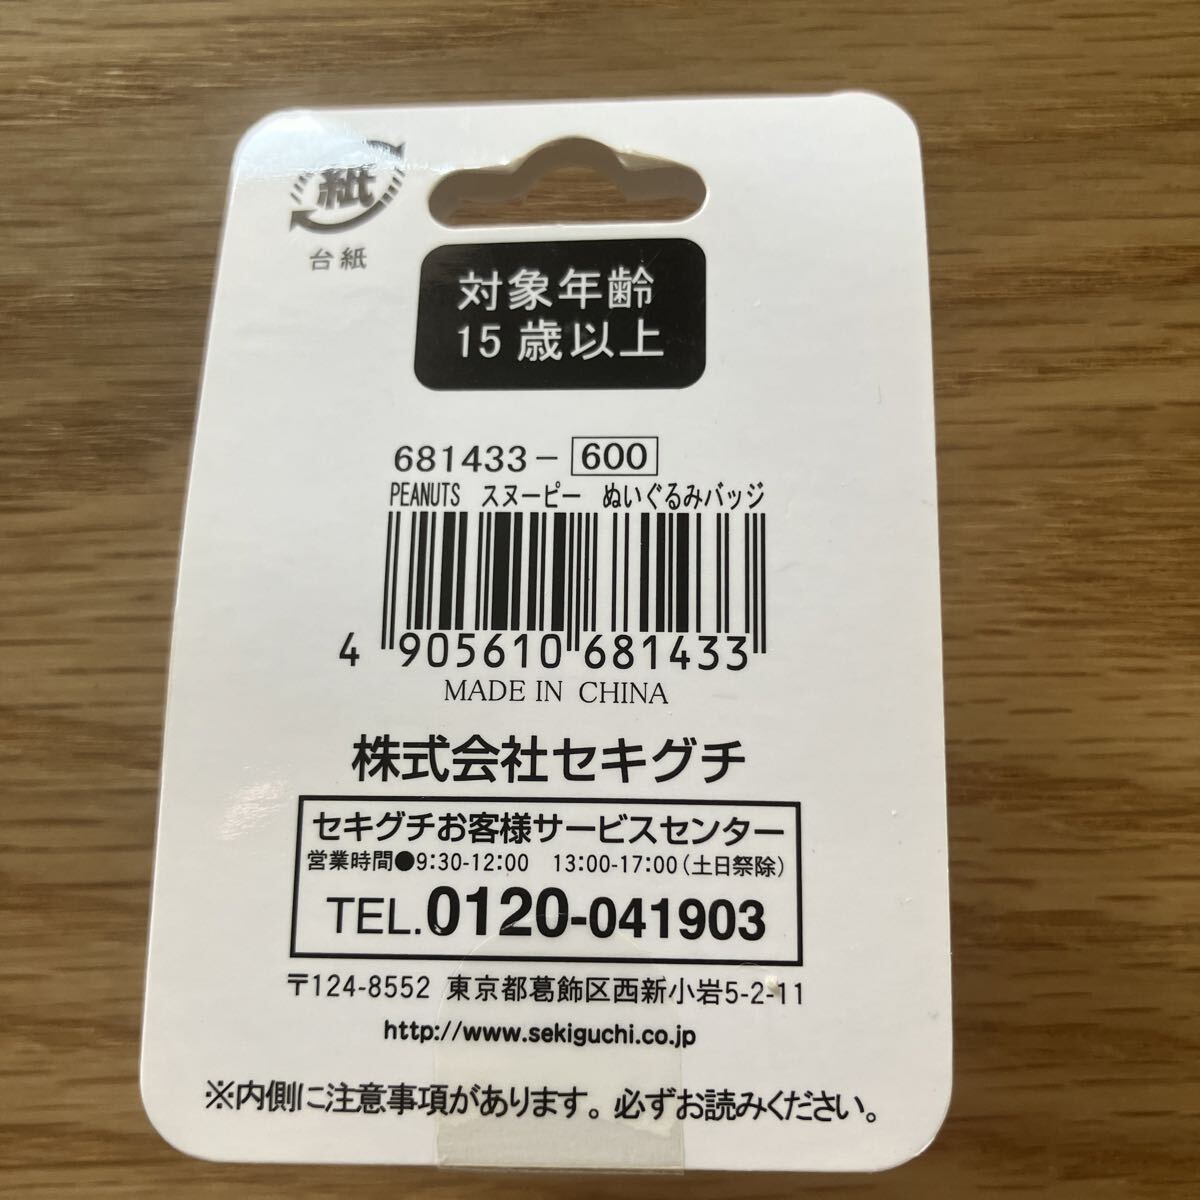 紙
台紙
対象年齢
15歳以上
681433-600
PEANUTS スヌーピー ぬいぐるみバッジ
4 905610 681433
MADE IN CHINA
株式会社セキグチ
セキグチお客様サービスセンター
営業時間●9:30-12:00 13:00-17:00(土日祭除)
TEL.0120-041903
〒124-8552 東京都葛飾区西新小岩5-2-11
http://www.sekiguchi.co.jp
※内側に注意事項があります。必ずお読みください。